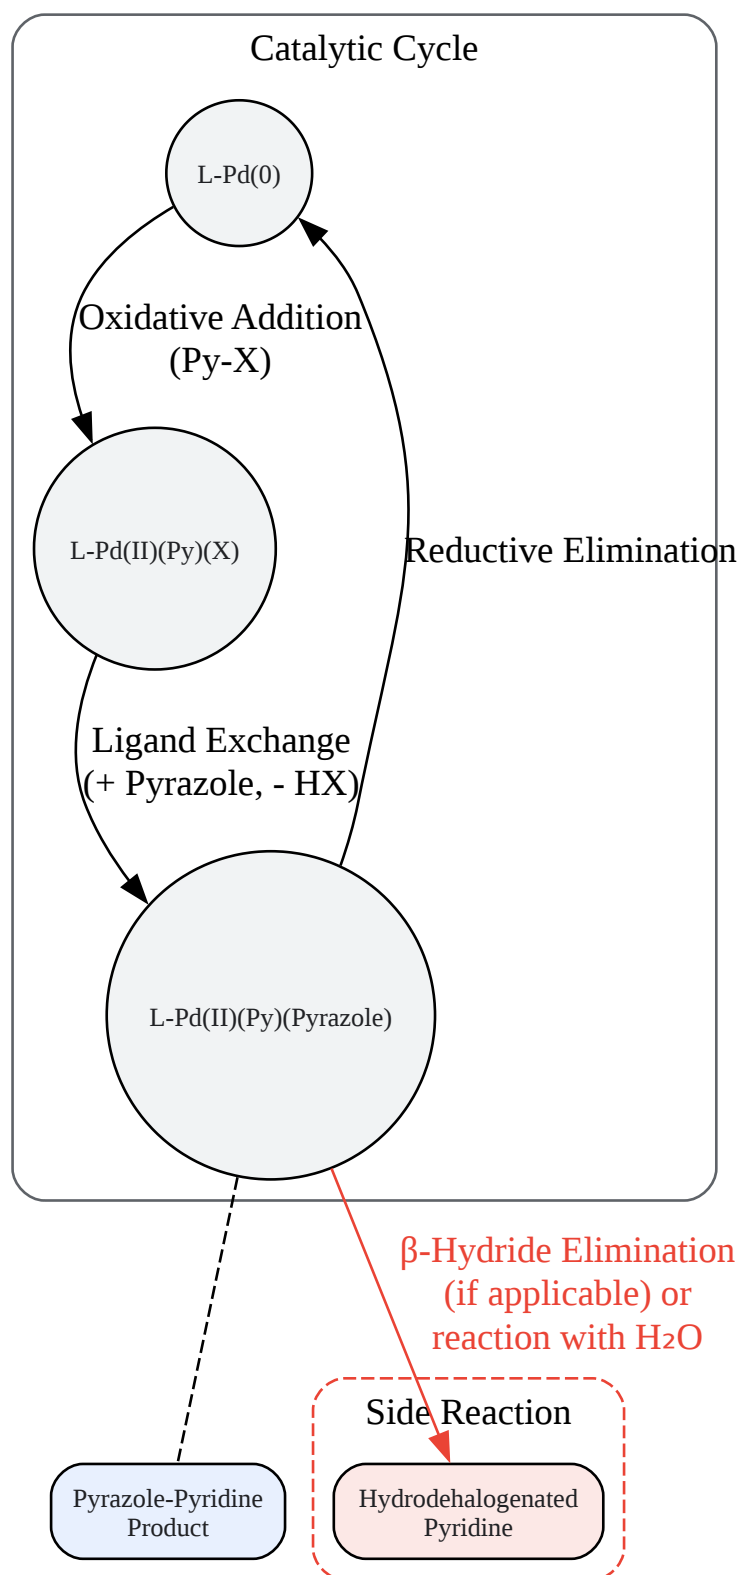 Catalytic Cycle
L-Pd(0)
Oxidative Addition
(Py-X)
L-Pd(II)(Py)(X)
Reductive Elimination
Ligand Exchange
(+ Pyrazole, - HX)
L-Pd(II)(Py)(Pyrazole)
β-Hydride Elimination
(if applicable) or
reaction with H₂O
Side Reaction
Pyrazole-Pyridine
Product
Hydrodehalogenated
Pyridine